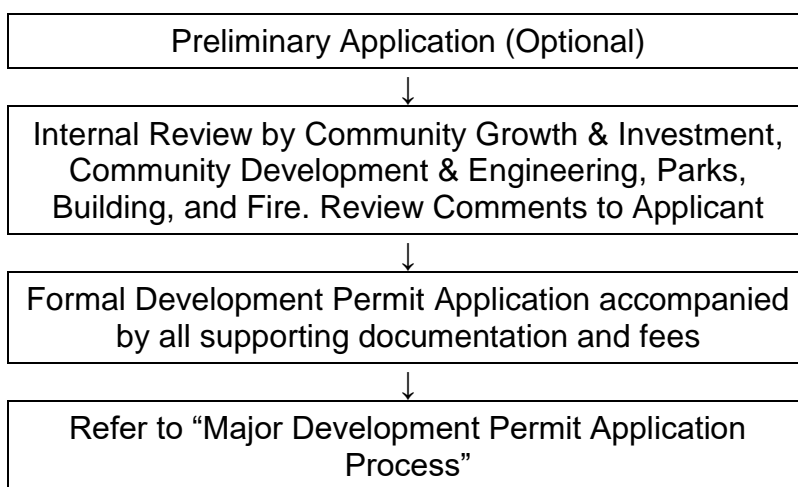 Preliminary Application (Optional)
↓
Internal Review by Community Growth & Investment,
Community Development & Engineering, Parks,
Building, and Fire. Review Comments to Applicant
↓
Formal Development Permit Application accompanied
by all supporting documentation and fees
↓
Refer to “Major Development Permit Application
Process”